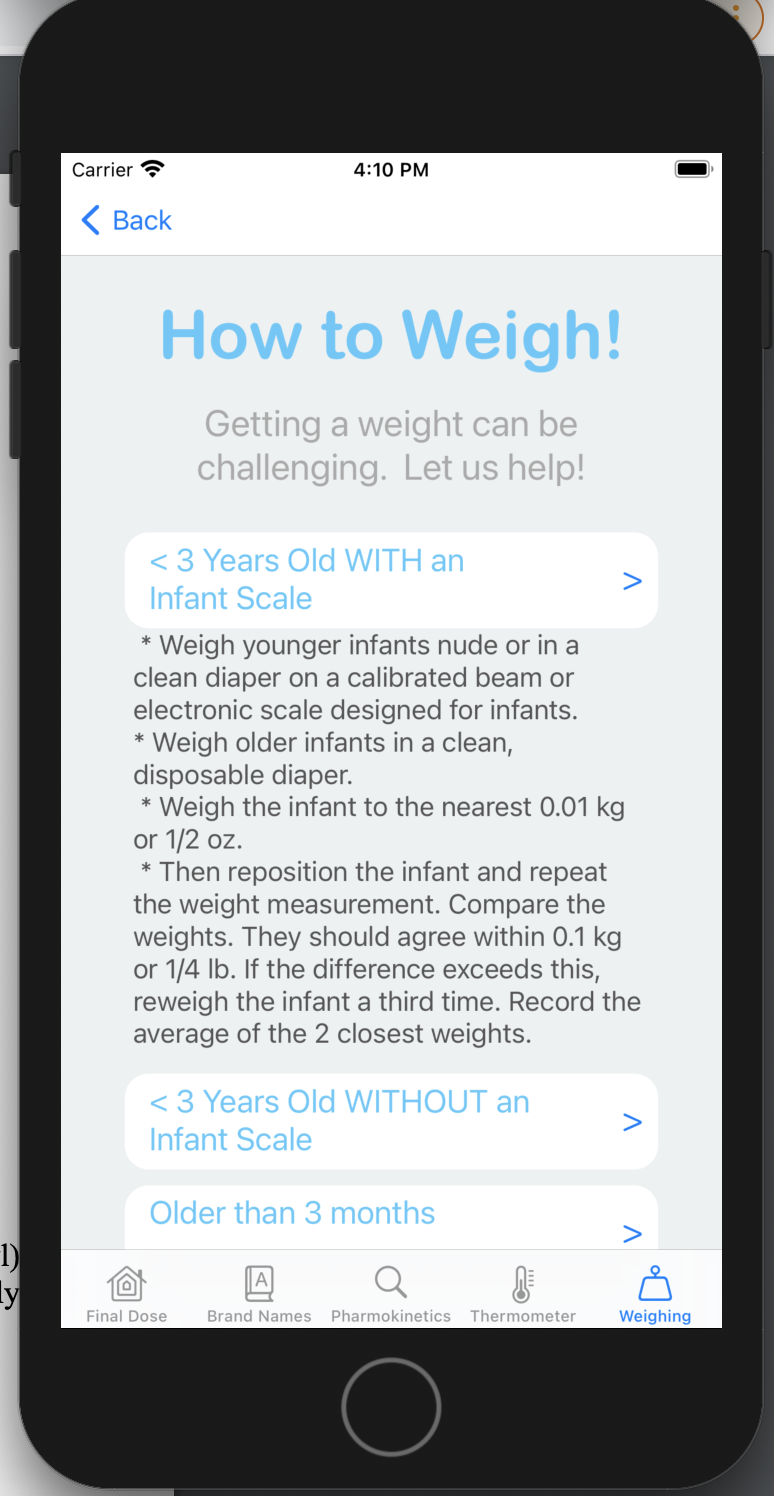 Carrier 4:10 PM
Back
How to Weigh!
Getting a weight can be
challenging.  Let us help!
< 3 Years Old WITH an
Infant Scale
>
* Weigh younger infants nude or in a
clean diaper on a calibrated beam or
electronic scale designed for infants.
* Weigh older infants in a clean,
disposable diaper.
* Weigh the infant to the nearest 0.01 kg
or 1/2 oz.
* Then reposition the infant and repeat
the weight measurement. Compare the
weights. They should agree within 0.1 kg
or 1/4 lb. If the difference exceeds this,
reweigh the infant a third time. Record the
average of the 2 closest weights.
< 3 Years Old WITHOUT an
Infant Scale
>
Older than 3 months
>
l)
ly
A
Final Dose Brand Names Pharmokinetics Thermometer Weighing